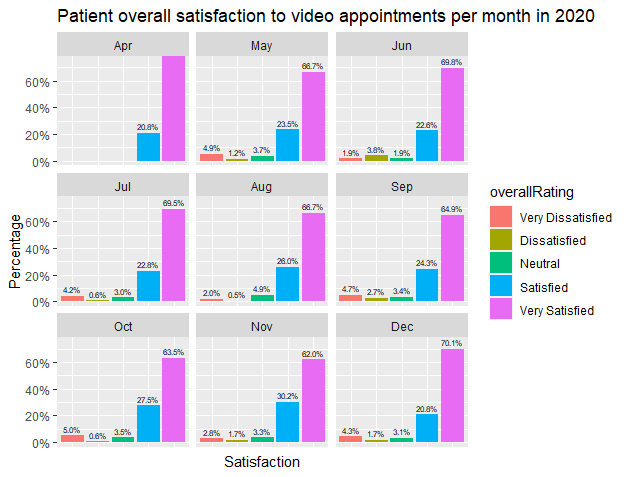 Patient overall satisfaction to video appointments per month in 2020
Apr May Jun
60%
40%
20%
0%
20.8%
4.9% 1.2% 3.7% 23.5% 66.7%
1.9% 3.8% 1.9% 22.6% 69.8%
Jul Aug Sep
60%
40%
20%
0%
4.2% 0.6% 3.0% 22.8% 69.5%
2.0% 0.5% 4.9% 26.0% 66.7%
4.7% 2.7% 3.4% 24.3% 64.9%
Oct Nov Dec
60%
40%
20%
0%
5.0% 0.6% 3.5% 27.5% 63.5%
2.8% 1.7% 3.3% 30.2% 62.0%
4.3% 1.7% 3.1% 20.8% 70.1%
Percentage
Satisfaction
overallRating
Very Dissatisfied
Dissatisfied
Neutral
Satisfied
Very Satisfied